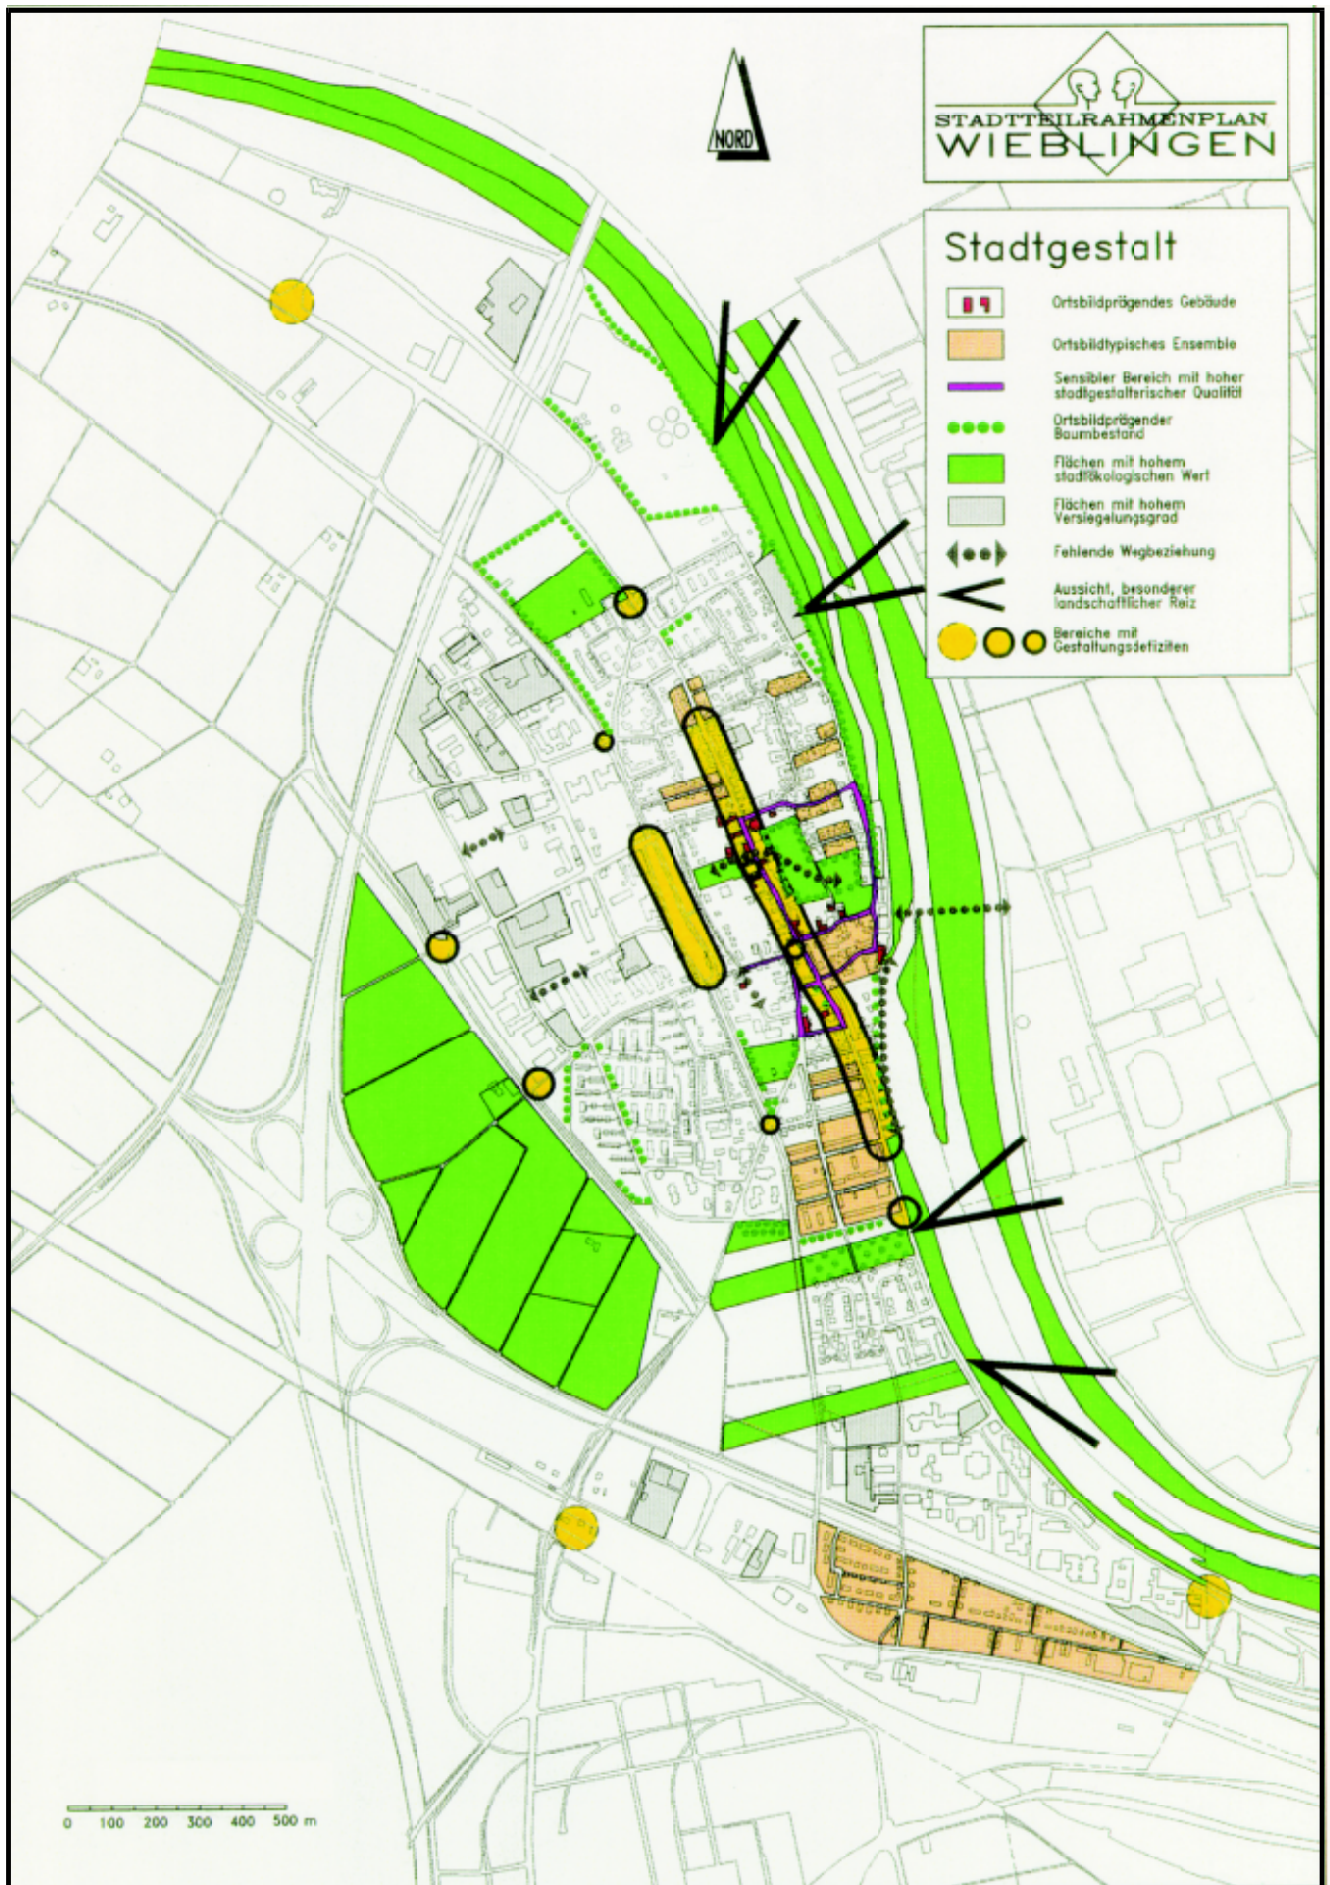 NORD
STADTTEILRAHMENPLAN
WIEBLINGEN
Stadtgestalt
Ortsbildprägendes Gebäude
Ortsbildtypisches Ensemble
Sensibler Bereich mit hoher
stadtgestalterischer Qualität
Ortsbildprägender
Baumbestand
Flächen mit hohem
stadtökologischen Wert
Flächen mit hohem
Versiegelungsgrad
Fehlende Wegbeziehung
Aussicht, besonderer
landschaftlicher Reiz
Bereiche mit
Gestaltungsdefiziten
0 100 200 300 400 500 m